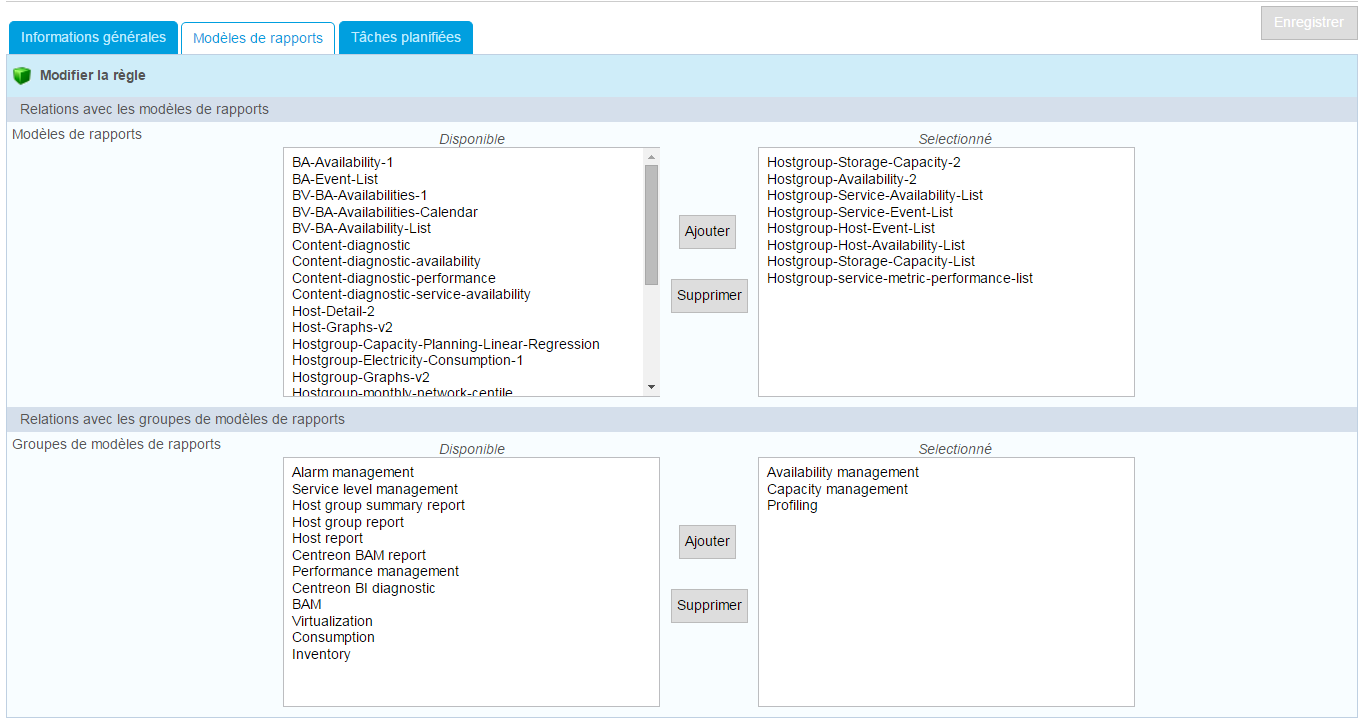 Enregistrer
Informations générales
Modèles de rapports
Tâches planifiées
Modifier la règle
Relations avec les modèles de rapports
Modèles de rapports
Disponible
BA-Availability-1
BA-Event-List
BV-BA-Availabilities-1
BV-BA-Availabilities-Calendar
BV-BA-Availability-List
Content-diagnostic
Content-diagnostic-availability
Content-diagnostic-performance
Content-diagnostic-service-availability
Host-Detail-2
Host-Graphs-v2
Hostgroup-Capacity-Planning-Linear-Regression
Hostgroup-Electricity-Consumption-1
Hostgroup-Graphs-v2
Hostgroup-monthly-network-centile
Ajouter
Supprimer
Selectionné
Hostgroup-Storage-Capacity-2
Hostgroup-Availability-2
Hostgroup-Service-Availability-List
Hostgroup-Service-Event-List
Hostgroup-Host-Event-List
Hostgroup-Host-Availability-List
Hostgroup-Storage-Capacity-List
Hostgroup-service-metric-performance-list
Relations avec les groupes de modèles de rapports
Groupes de modèles de rapports
Disponible
Alarm management
Service level management
Host group summary report
Host group report
Host report
Centreon BAM report
Performance management
Centreon BI diagnostic
BAM
Virtualization
Consumption
Inventory
Ajouter
Supprimer
Selectionné
Availability management
Capacity management
Profiling